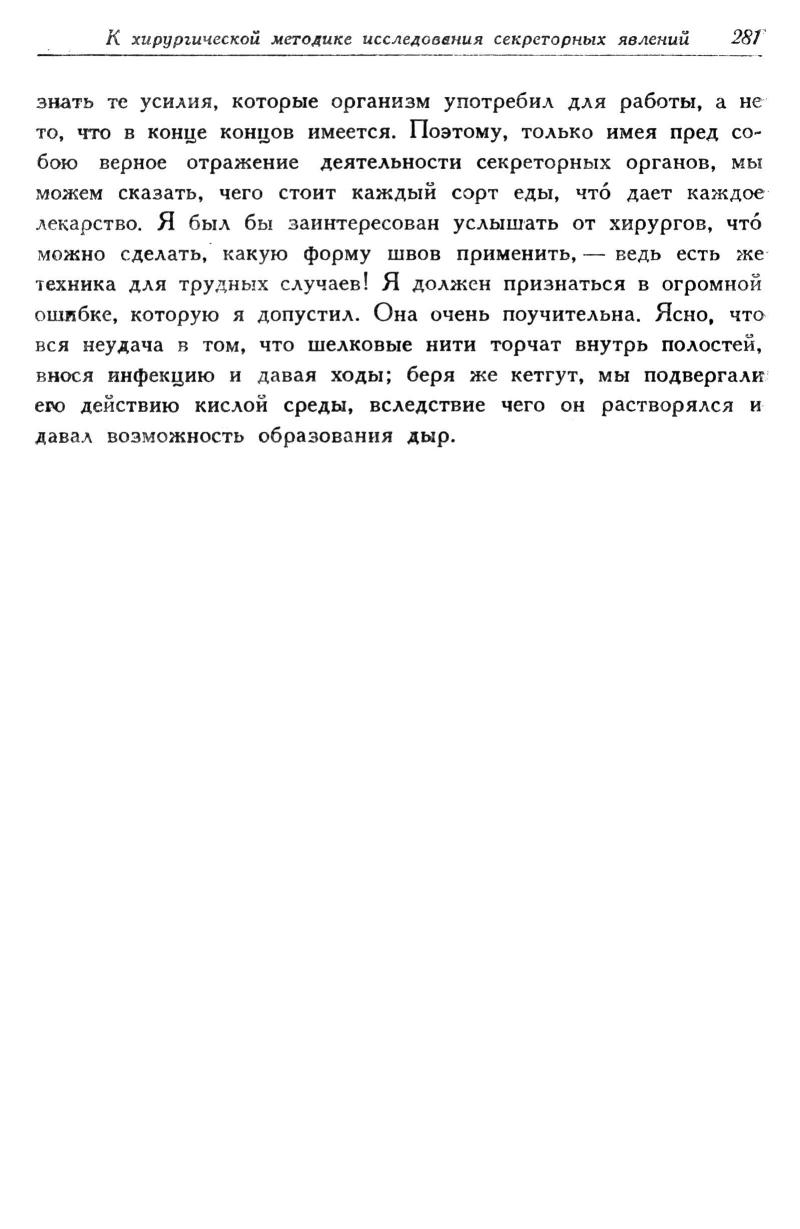 К хирургической методике исследования секреторных явлений 281
знать те усилия, которые организм употребил для работы, а не
то, что в конце концов имеется. Поэтому, только имея пред со-
бою верное отражение деятельности секреторных органов, мы
можем сказать, чего стоит каждый сорт еды, что́ дает каждое
лекарство. Я был бы заинтересован услышать от хирургов, что́
можно сделать, какую форму швов применить, — ведь есть же
техника для трудных случаев! Я должен признаться в огромной
ошибке, которую я допустил. Она очень поучительна. Ясно, что
вся неудача в том, что шелковые нити торчат внутрь полостей,
внося инфекцию и давая ходы; беря же кетгут, мы подвергали
его действию кислой среды, вследствие чего он растворялся и
давал возможность образования дыр.